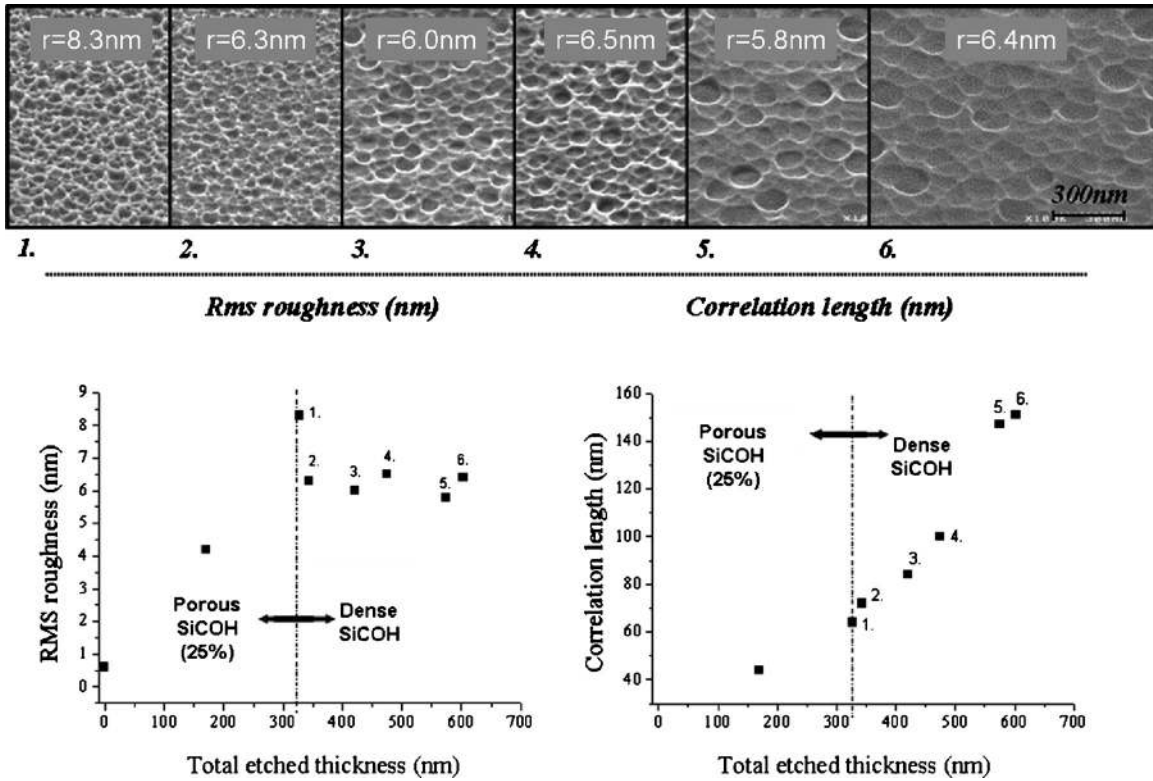 r=8.3nm r=6.3nm r=6.0nm r=6.5nm r=5.8nm r=6.4nm
300nm
1. 2. 3. 4. 5. 6.
Rms roughness (nm) Correlation length (nm)
RMS roughness (nm)
9
8
7
6
5
4
3
2
1
0
1.
2.
3.
4.
5.
6.
Porous
SiCOH
(25%)
Dense
SiCOH
0 100 200 300 400 500 600 700
Total etched thickness (nm)
Correlation length (nm)
160
140
120
100
80
60
40
5. 6.
Porous
SiCOH
(25%)
Dense
SiCOH
4.
3.
2.
1.
0 100 200 300 400 500 600 700
Total etched thickness (nm)